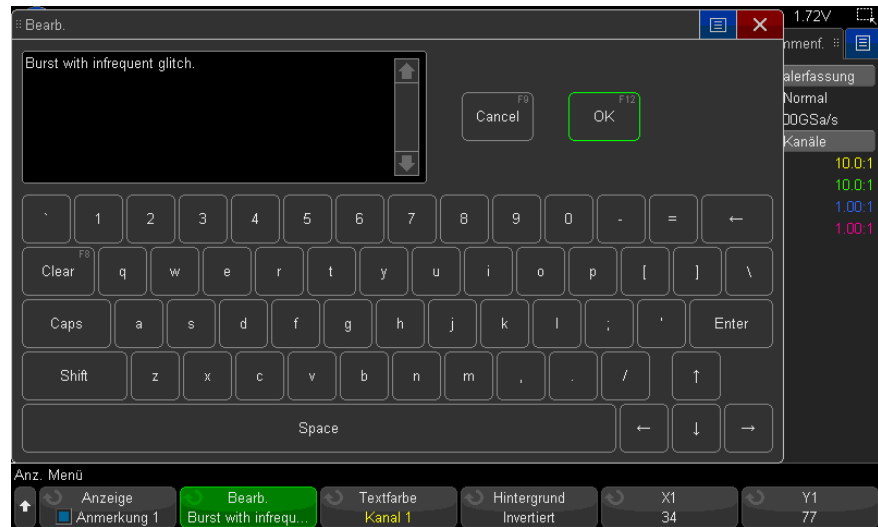 Bearb.
1.72V
Burst with infrequent glitch.
F9
Cancel
F12
OK
mmenf.
alerfassung
Normal
00GSa/s
Kanäle
10.0:1
10.0:1
1.00:1
1.00:1
` 1 2 3 4 5 6 7 8 9 0 - = ←
F8
Clear q w e r t y u i o p [ ] \
Caps a s d f g h j k l ; ' Enter
Shift z x c v b n m , . / ↑
Space ← ↓ →
Anz. Menü
Anzeige Bearb. Textfarbe Hintergrund X1 Y1
Anmerkung 1 Burst with infrequ... Kanal 1 Invertiert 34 77